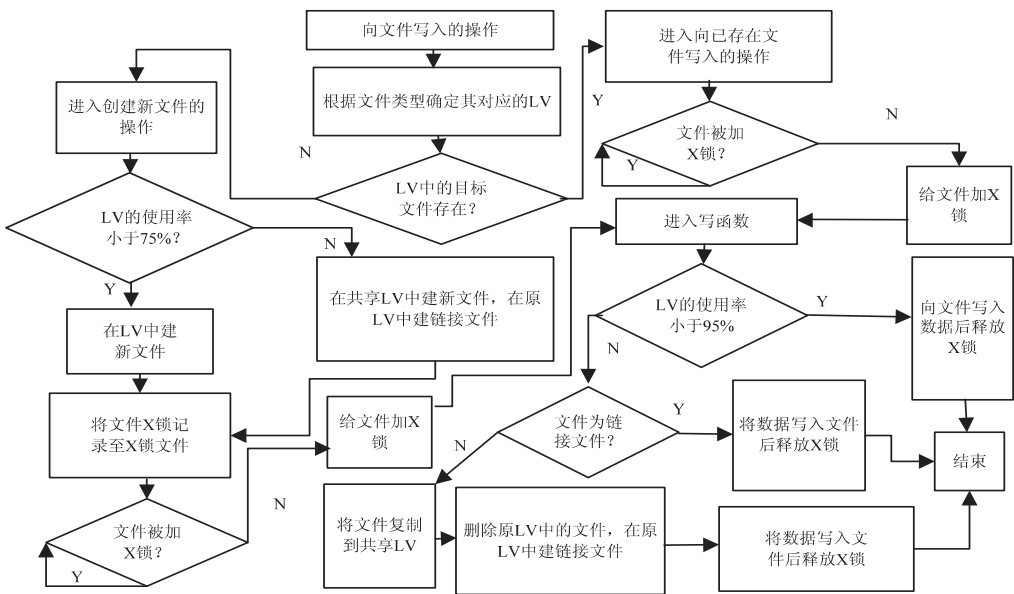 向文件写入的操作
根据文件类型确定其对应的LV
N
LV中的目标
文件存在？
Y
进入创建新文件的
操作
LV的使用率
小于75%？
N
Y
在LV中建
新文件
在共享LV中建新文件，在原
LV中建链接文件
将文件X锁记
录至X锁文件
文件被加
X锁？
Y
N
给文件加X
锁
进入向已存在文
件写入的操作
文件被加
X锁？
Y
N
给文件加X
锁
进入写函数
LV的使用率
小于95%
Y
N
向文件写入
数据后释放
X锁
文件为链
接文件？
Y
N
将数据写入文件
后释放X锁
将文件复制
到共享LV
删除原LV中的文件，在原
LV中建链接文件
将数据写入文
件后释放X锁
结束